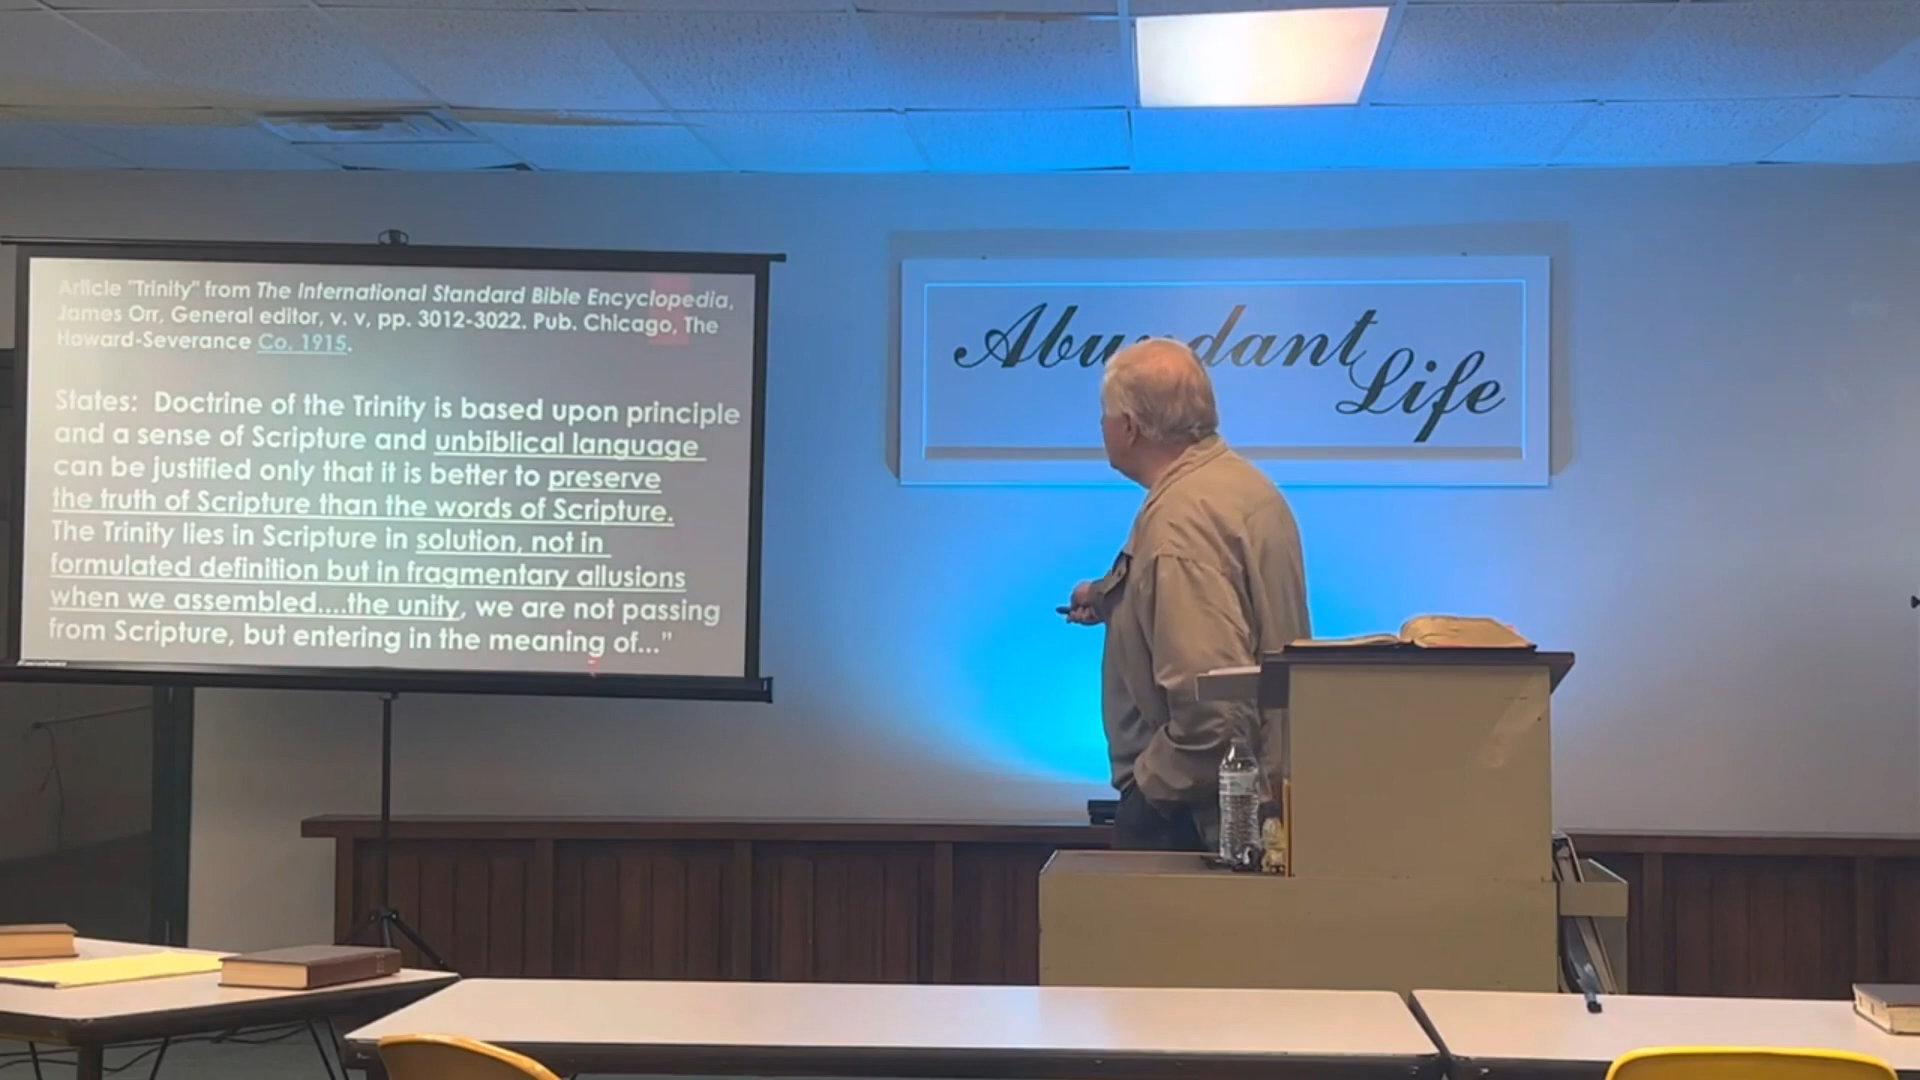 Article "Trinity" from The International Standard Bible Encyclopedia,
James Orr, General editor, v. v, pp. 3012-3022. Pub. Chicago, The
Howard-Severance Co. 1915.
States: Doctrine of the Trinity is based upon principle
and a sense of Scripture and unbiblical language
can be justified only that it is better to preserve
the truth of Scripture than the words of Scripture.
The Trinity lies in Scripture in solution, not in
formulated definition but in fragmentary allusions
when we assembled....the unity, we are not passing
from Scripture, but entering in the meaning of..."
Abundant
Life